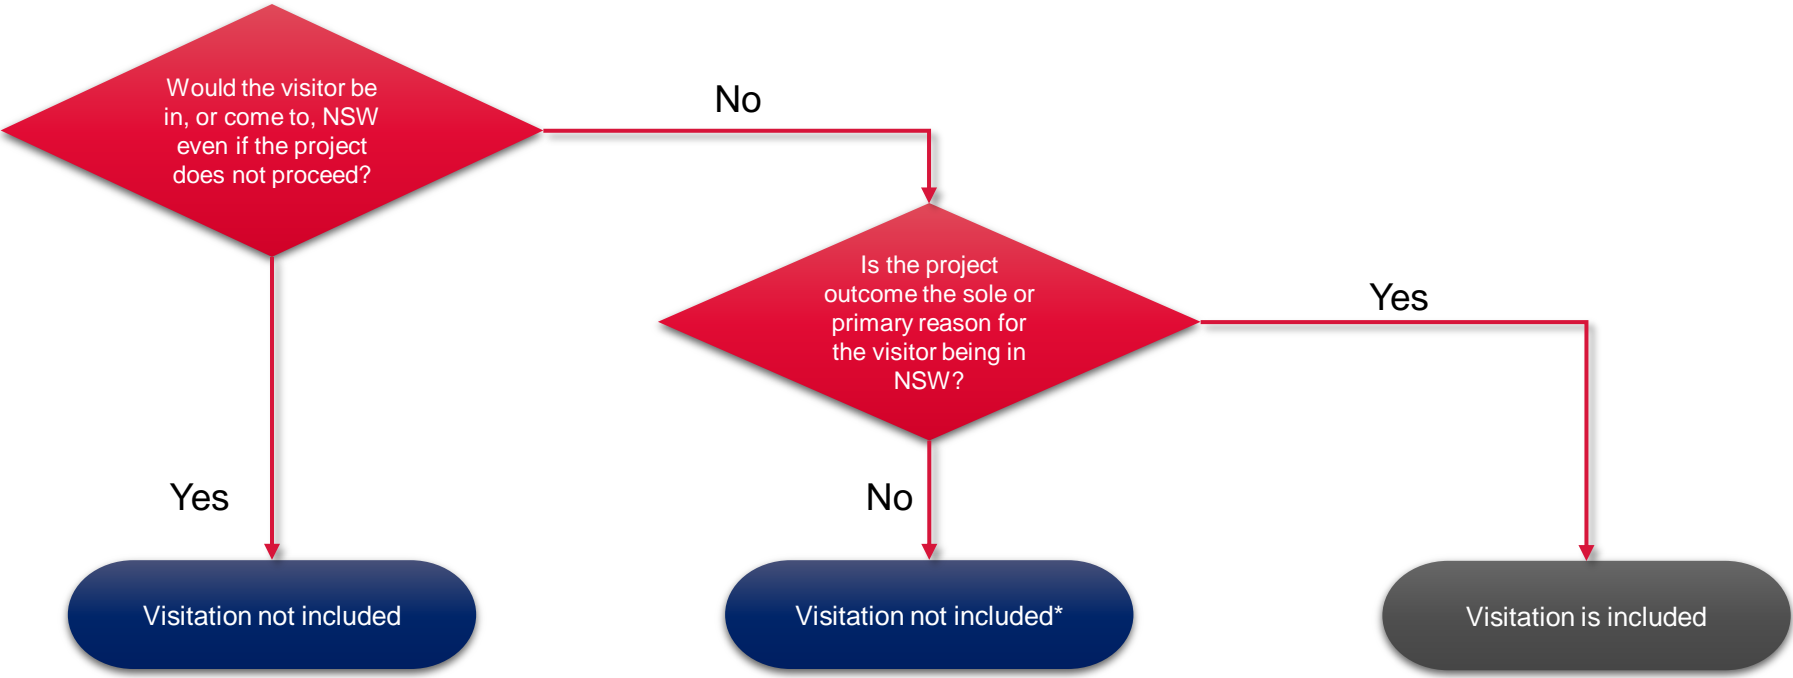 Would the visitor be
in, or come to, NSW
even if the project
does not proceed?
No
Is the project
outcome the sole or
primary reason for
the visitor being in
NSW?
Yes
Yes
No
Visitation not included
Visitation not included*
Visitation is included